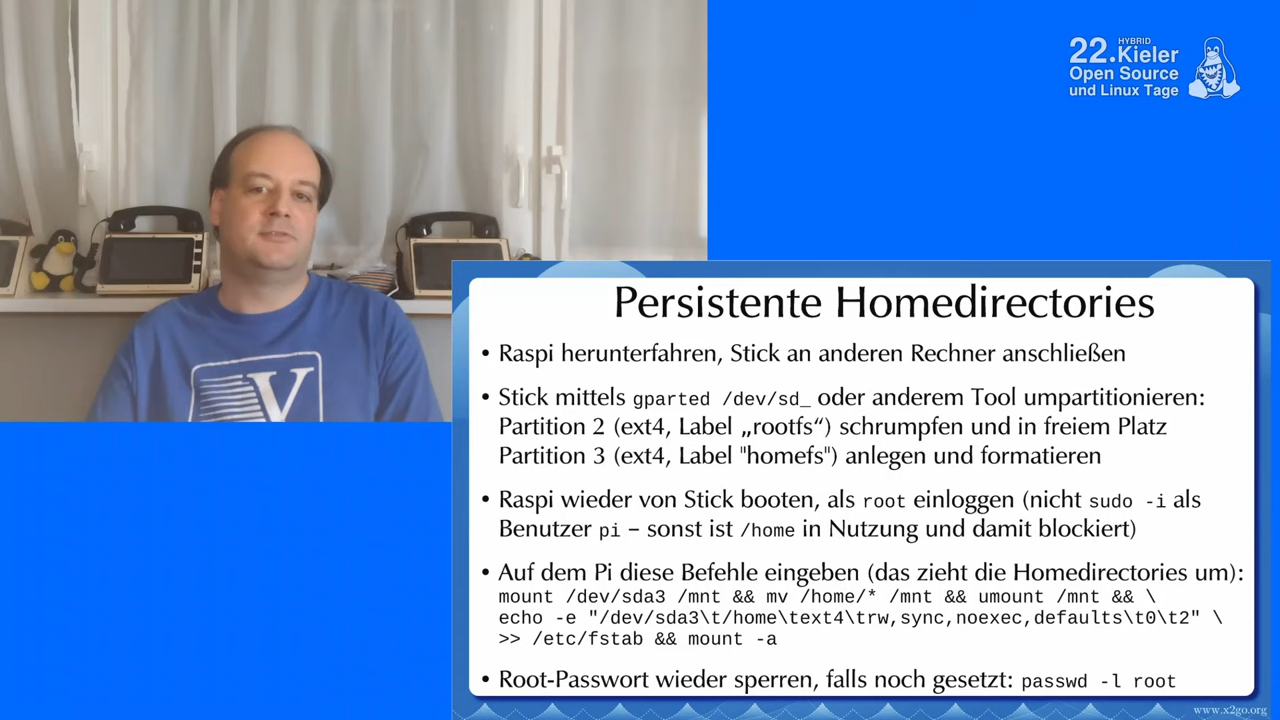 HYBRID
22.Kieler
Open Source
und Linux Tage
Persistente Homedirectories
• Raspi herunterfahren, Stick an anderen Rechner anschließen
• Stick mittels gparted /dev/sd_ oder anderem Tool umpartitionieren:
Partition 2 (ext4, Label „rootfs“) schrumpfen und in freiem Platz
Partition 3 (ext4, Label "homefs") anlegen und formatieren
• Raspi wieder von Stick booten, als root einloggen (nicht sudo -i als
Benutzer pi – sonst ist /home in Nutzung und damit blockiert)
• Auf dem Pi diese Befehle eingeben (das zieht die Homedirectories um):
mount /dev/sda3 /mnt && mv /home/* /mnt && umount /mnt && \
echo -e "/dev/sda3\t/home\text4\trw,sync,noexec,defaults\t0\t2" \
>> /etc/fstab && mount -a
• Root-Passwort wieder sperren, falls noch gesetzt: passwd -l root
www.x2go.org